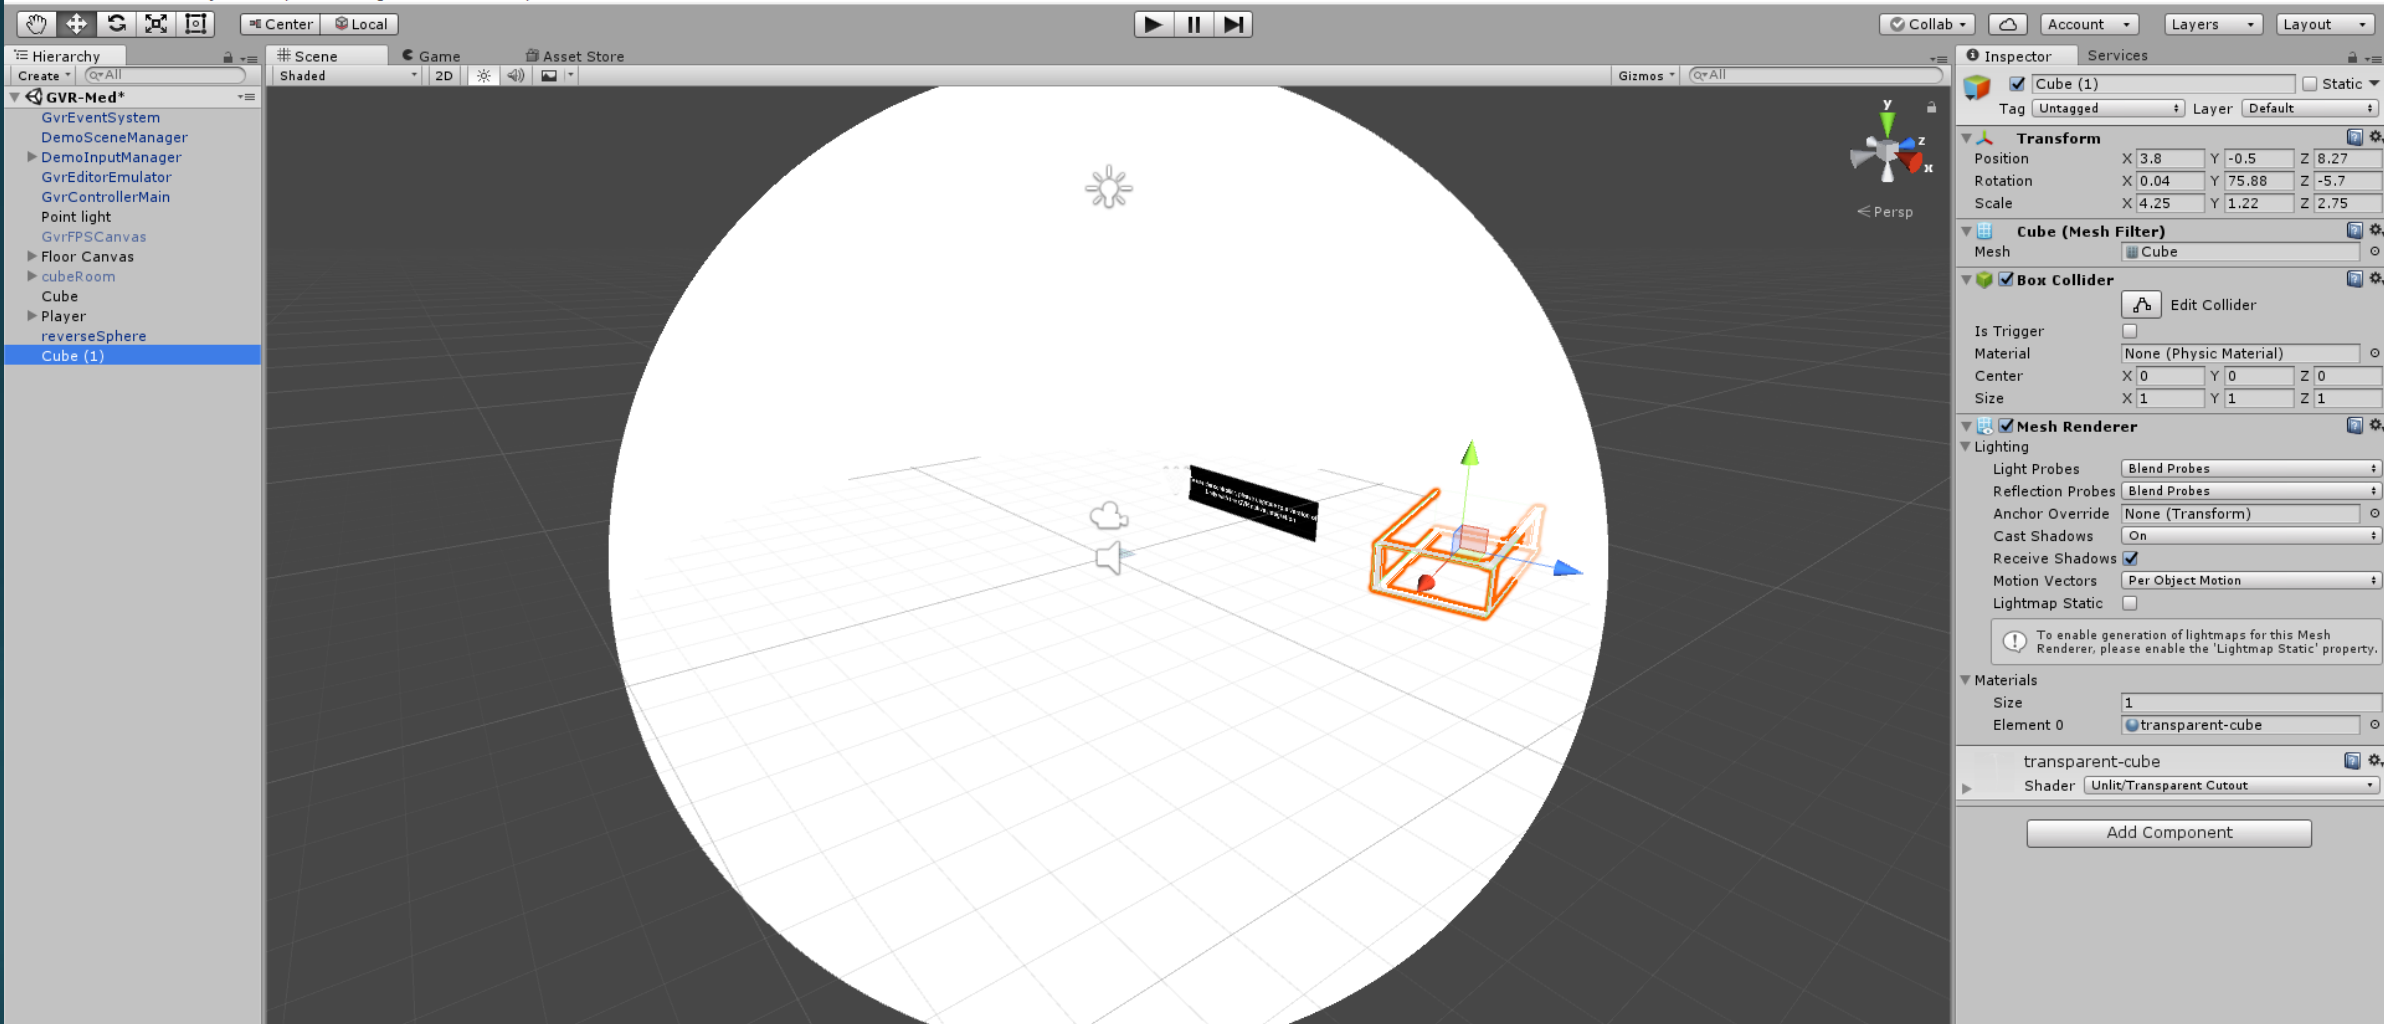 Center Local
Collab Account Layers Layout
Hierarchy
Create All
GVR-Med*
GvrEventSystem
DemoSceneManager
DemoInputManager
GvrEditorEmulator
GvrControllerMain
Point light
GvrFPSCanvas
Floor Canvas
cubeRoom
Cube
Player
reverseSphere
Cube (1)
Scene Game Asset Store
Shaded 2D Gizmos All
y
z
x
Persp
Inspector Services
Cube (1) Static
Tag Untagged Layer Default
Transform
Position X 3.8 Y -0.5 Z 8.27
Rotation X 0.04 Y 75.88 Z -5.7
Scale X 4.25 Y 1.22 Z 2.75
Cube (Mesh Filter)
Mesh Cube
Box Collider
Edit Collider
Is Trigger
Material None (Physic Material)
Center X 0 Y 0 Z 0
Size X 1 Y 1 Z 1
Mesh Renderer
Lighting
Light Probes Blend Probes
Reflection Probes Blend Probes
Anchor Override None (Transform)
Cast Shadows On
Receive Shadows
Motion Vectors Per Object Motion
Lightmap Static
To enable generation of lightmaps for this Mesh
Renderer, please enable the 'Lightmap Static' property.
Materials
Size 1
Element 0 transparent-cube
transparent-cube
Shader Unlit/Transparent Cutout
Add Component